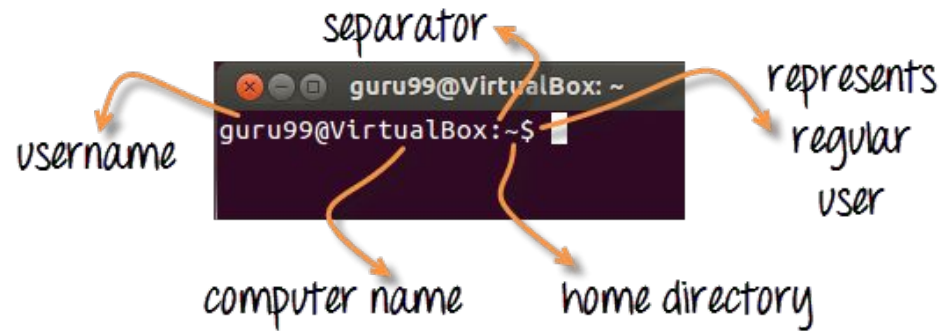 separator
guru99@VirtualBox: ~
guru99@VirtualBox:~$
username
represents
regular
user
computer name
home directory